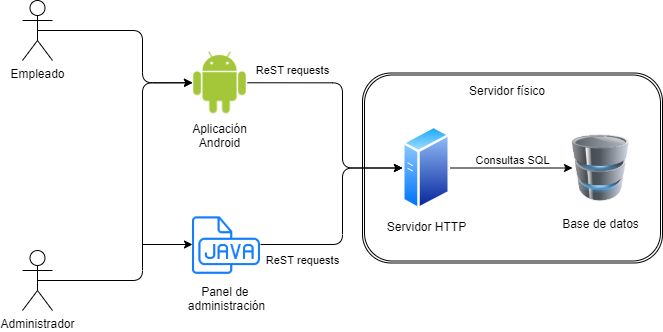 Empleado
ReST requests
Servidor físico
Aplicación
Android
Consultas SQL
Servidor HTTP
Base de datos
JAVA
ReST requests
Panel de
administración
Administrador